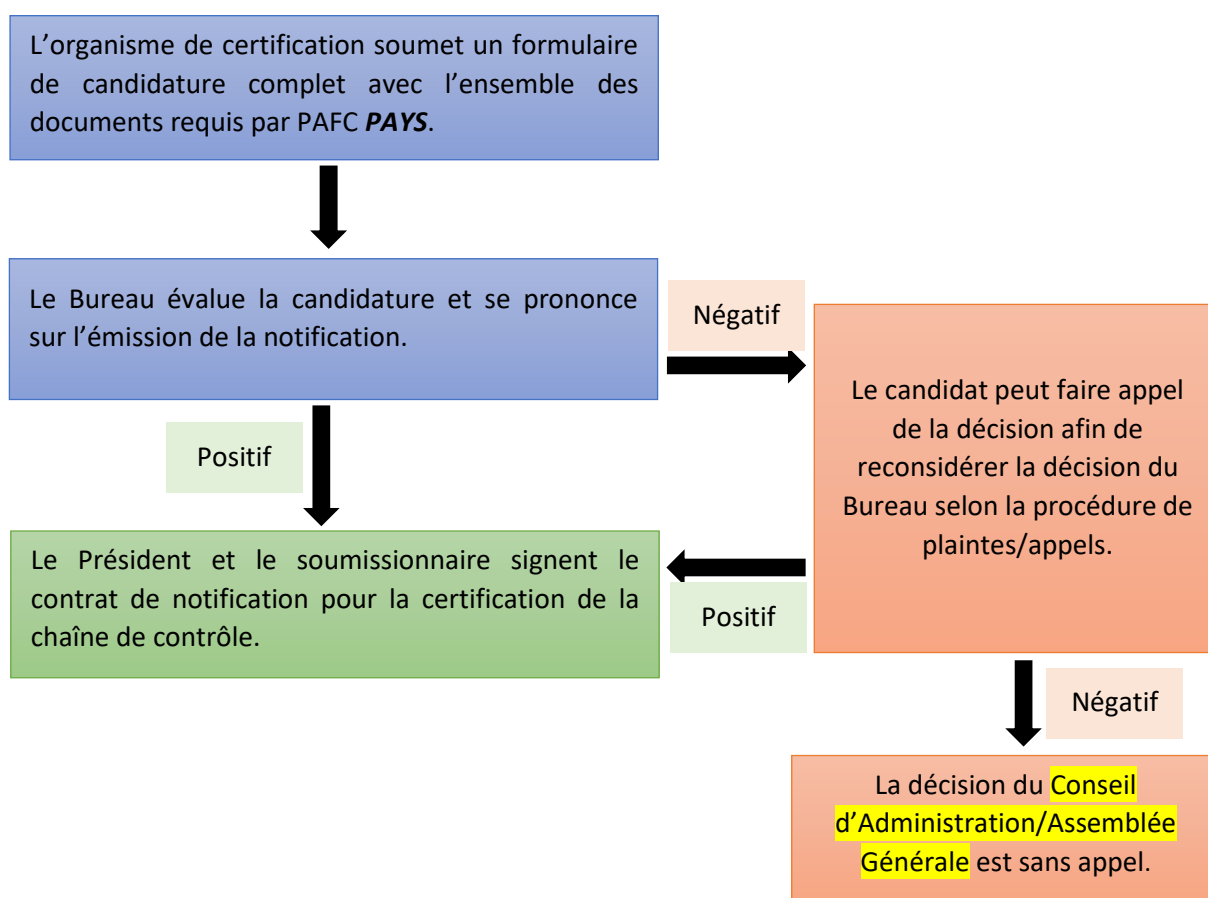 L’organisme de certification soumet un formulaire
de candidature complet avec l’ensemble des
documents requis par PAFC PAYS.
Le Bureau évalue la candidature et se prononce
sur l’émission de la notification.
Négatif
Le candidat peut faire appel
de la décision afin de
reconsidérer la décision du
Bureau selon la procédure de
plaintes/appels.
Positif
Le Président et le soumissionnaire signent le
contrat de notification pour la certification de la
chaîne de contrôle.
Positif
Négatif
La décision du Conseil
d’Administration/Assemblée
Générale est sans appel.